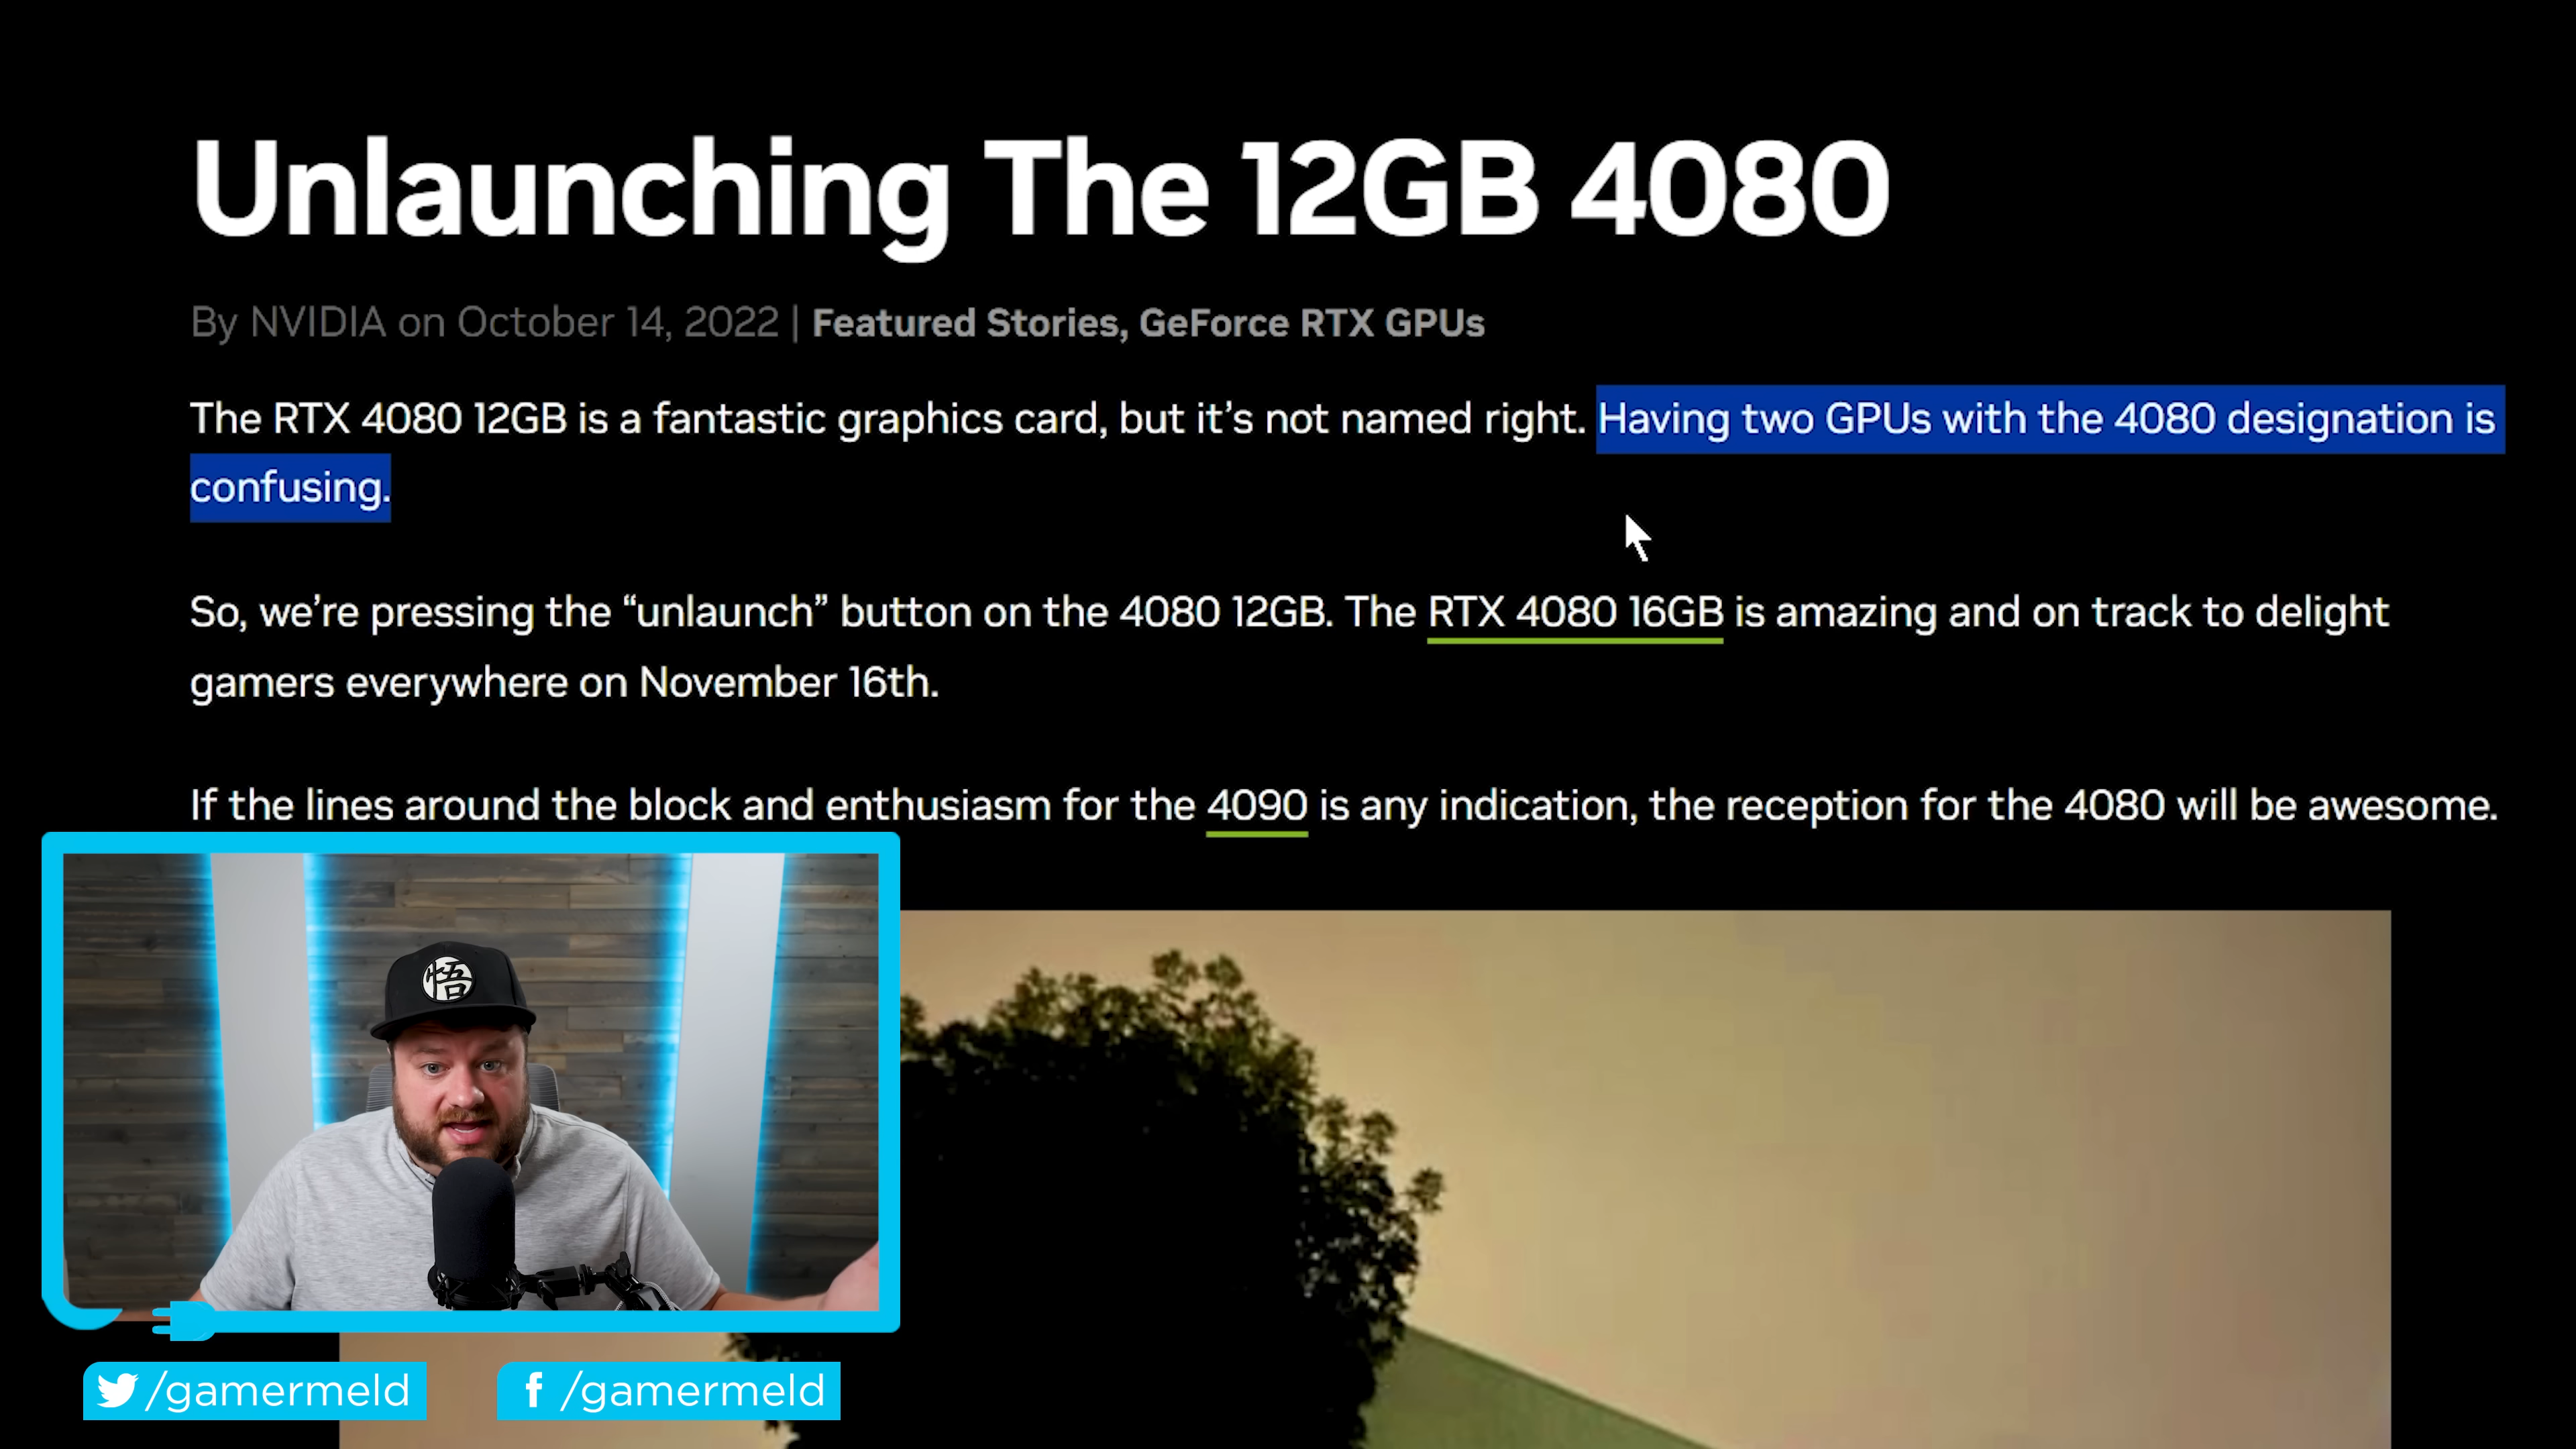 Unlaunching The 12GB 4080
By NVIDIA on October 14, 2022 | Featured Stories, GeForce RTX GPUs
The RTX 4080 12GB is a fantastic graphics card, but it’s not named right. Having two GPUs with the 4080 designation is
confusing.
So, we’re pressing the “unlaunch” button on the 4080 12GB. The RTX 4080 16GB is amazing and on track to delight
gamers everywhere on November 16th.
If the lines around the block and enthusiasm for the 4090 is any indication, the reception for the 4080 will be awesome.
悟
/gamermeld
f /gamermeld